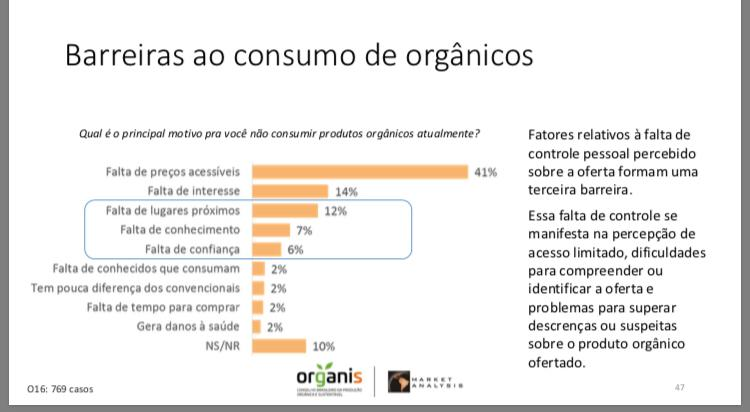 Barreiras ao consumo de orgânicos
Qual é o principal motivo pra você não consumir produtos orgânicos atualmente?
Falta de preços acessíveis 41%
Falta de interesse 14%
Falta de lugares próximos 12%
Falta de conhecimento 7%
Falta de confiança 6%
Falta de conhecidos que consumam 2%
Tem pouca diferença dos convencionais 2%
Falta de tempo para comprar 2%
Gera danos à saúde 2%
NS/NR 10%
Fatores relativos à falta de
controle pessoal percebido
sobre a oferta formam uma
terceira barreira.
Essa falta de controle se
manifesta na percepção de
acesso limitado, dificuldades
para compreender ou
identificar a oferta e
problemas para superar
descrenças ou suspeitas
sobre o produto orgânico
ofertado.
O16: 769 casos
organis
MARKET
ANALYSIS
47